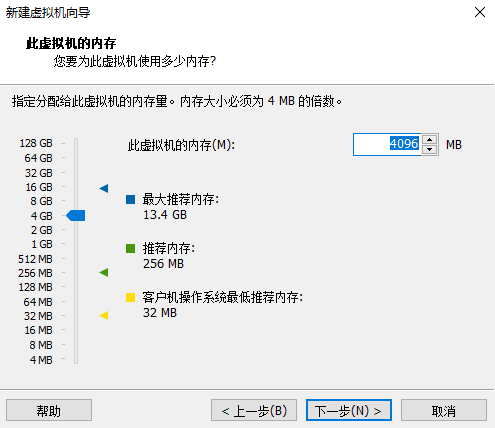 新建虚拟机向导
此虚拟机的内存
您要为此虚拟机使用多少内存?
指定分配给此虚拟机的内存量。内存大小必须为 4 MB 的倍数。
128 GB
64 GB
32 GB
16 GB
8 GB
4 GB
2 GB
1 GB
512 MB
256 MB
128 MB
64 MB
32 MB
16 MB
8 MB
4 MB
此虚拟机的内存(M):
4096 MB
最大推荐内存:
13.4 GB
推荐内存:
256 MB
客户机操作系统最低推荐内存:
32 MB
帮助
< 上一步(B)
下一步(N) >
取消